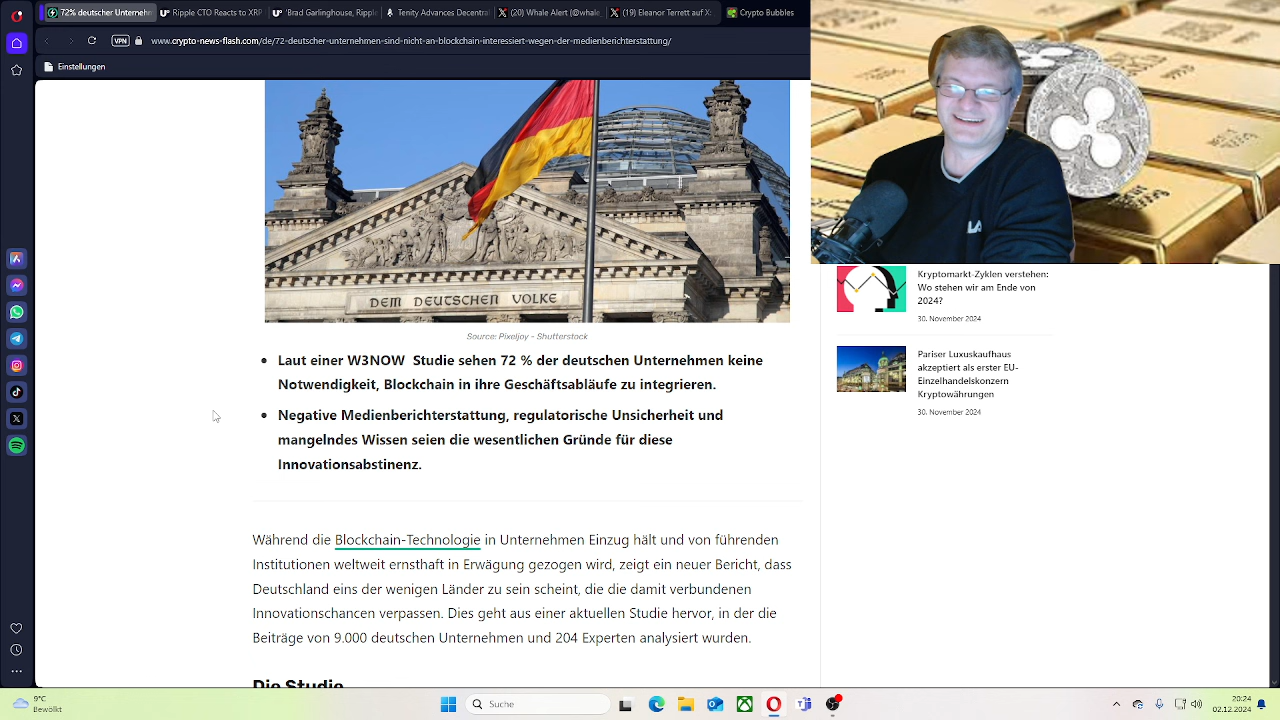 72% deutscher Unternehm
Ripple CTO Reacts to XRP
'Brad Garlinghouse, Rippl
Tenity Advances Decentra
(20) Whale Alert (@whale_
(19) Eleanor Terrett auf X:
Crypto Bubbles
VPN
www.crypto-news-flash.com/de/72-deutscher-unternehmen-sind-nicht-an-blockchain-interessiert-wegen-der-medienberichterstattung/
Einstellungen
DEM DEUTSCHEN VOLKE
Source: Pixeljoy – Shutterstock
Laut einer W3NOW Studie sehen 72 % der deutschen Unternehmen keine
Notwendigkeit, Blockchain in ihre Geschäftsabläufe zu integrieren.
Negative Medienberichterstattung, regulatorische Unsicherheit und
mangelndes Wissen seien die wesentlichen Gründe für diese
Innovationsabstinenz.
Während die Blockchain-Technologie in Unternehmen Einzug hält und von führenden
Institutionen weltweit ernsthaft in Erwägung gezogen wird, zeigt ein neuer Bericht, dass
Deutschland eins der wenigen Länder zu sein scheint, die die damit verbundenen
Innovationschancen verpassen. Dies geht aus einer aktuellen Studie hervor, in der die
Beiträge von 9.000 deutschen Unternehmen und 204 Experten analysiert wurden.
Die Studie
Kryptomarkt-Zyklen verstehen:
Wo stehen wir am Ende von
2024?
30. November 2024
Pariser Luxuskaufhaus
akzeptiert als erster EU-
Einzelhandelskonzern
Kryptowährungen
30. November 2024
9°C
Bewölkt
Suche
20:24
02.12.2024